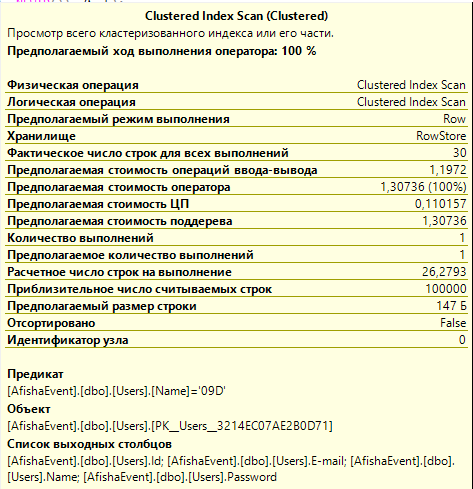 Clustered Index Scan (Clustered)
Просмотр всего кластеризованного индекса или его части.
Предполагаемый ход выполнения оператора: 100 %
Физическая операция Clustered Index Scan
Логическая операция Clustered Index Scan
Предполагаемый режим выполнения Row
Хранилище RowStore
Фактическое число строк для всех выполнений 30
Предполагаемая стоимость операций ввода-вывода 1,1972
Предполагаемая стоимость оператора 1,30736 (100%)
Предполагаемая стоимость ЦП 0,110157
Предполагаемая стоимость поддерева 1,30736
Количество выполнений 1
Предполагаемое количество выполнений 1
Расчетное число строк на выполнение 26,2793
Приблизительное число считываемых строк 100000
Предполагаемый размер строки 147 Б
Отсортировано False
Идентификатор узла 0
Предикат
[AfishaEvent].[dbo].[Users].[Name]='09D'
Объект
[AfishaEvent].[dbo].[Users].[PK__Users__3214EC07AE2B0D71]
Список выходных столбцов
[AfishaEvent].[dbo].[Users].Id; [AfishaEvent].[dbo].[Users].E-mail; [AfishaEvent].[dbo].
[Users].Name; [AfishaEvent].[dbo].[Users].Password